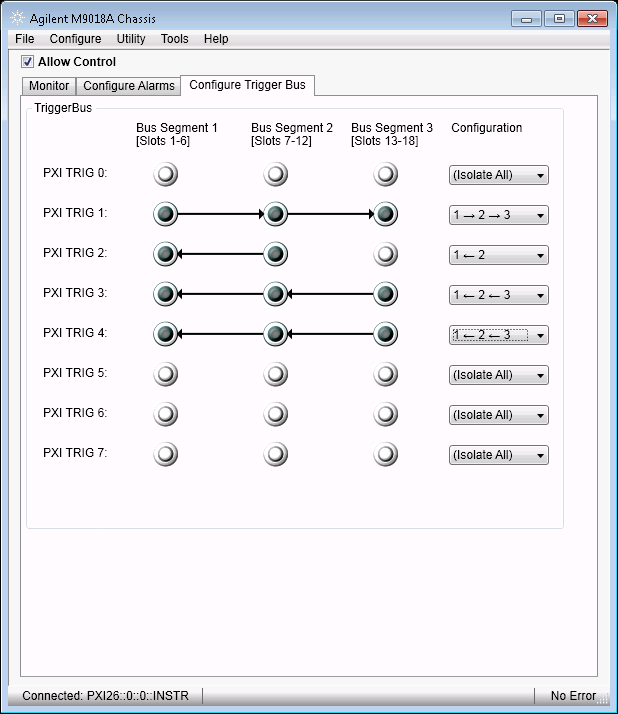 Agilent M9018A Chassis
File Configure Utility Tools Help
Allow Control
Monitor Configure Alarms Configure Trigger Bus
TriggerBus
Bus Segment 1 Bus Segment 2 Bus Segment 3 Configuration
[Slots 1-6] [Slots 7-12] [Slots 13-18]
PXI TRIG 0: (Isolate All)
PXI TRIG 1: 1 → 2 → 3
PXI TRIG 2: 1 ← 2
PXI TRIG 3: 1 ← 2 ← 3
PXI TRIG 4: 1 ← 2 ← 3
PXI TRIG 5: (Isolate All)
PXI TRIG 6: (Isolate All)
PXI TRIG 7: (Isolate All)
Connected: PXI26::0::0::INSTR No Error